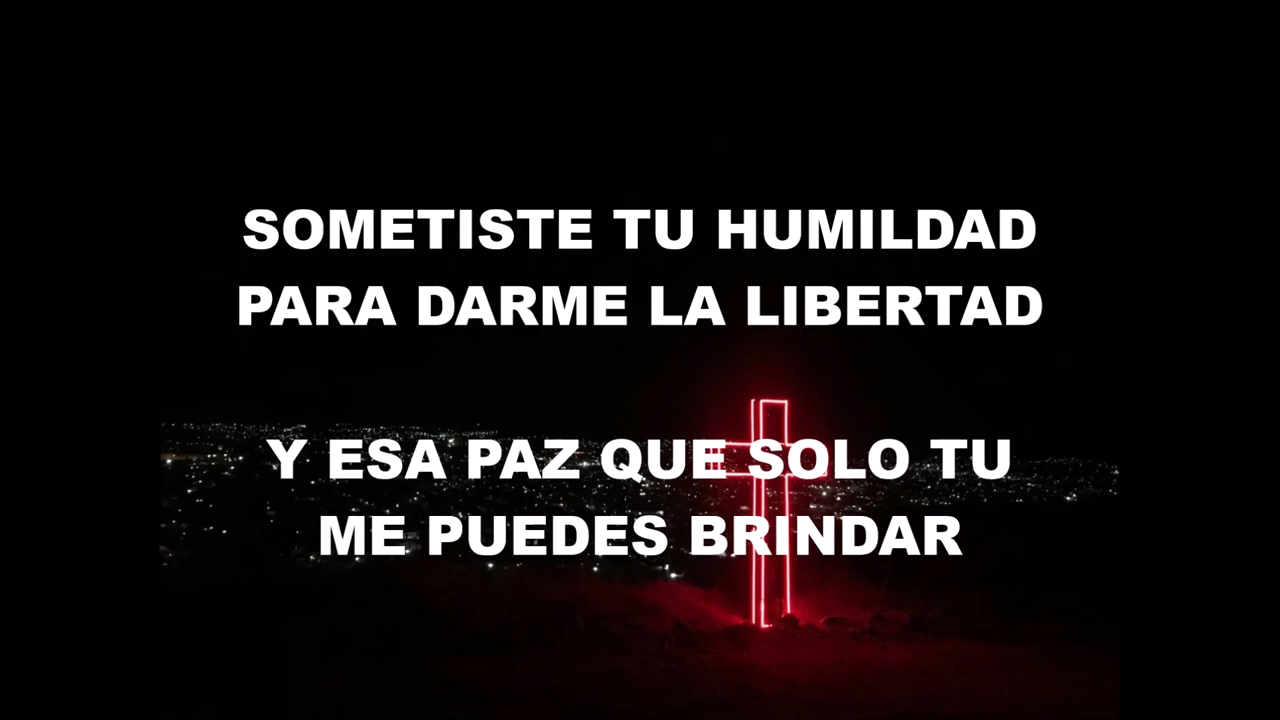 SOMETISTE TU HUMILDAD
PARA DARME LA LIBERTAD
Y ESA PAZ QUE SOLO TU
ME PUEDES BRINDAR